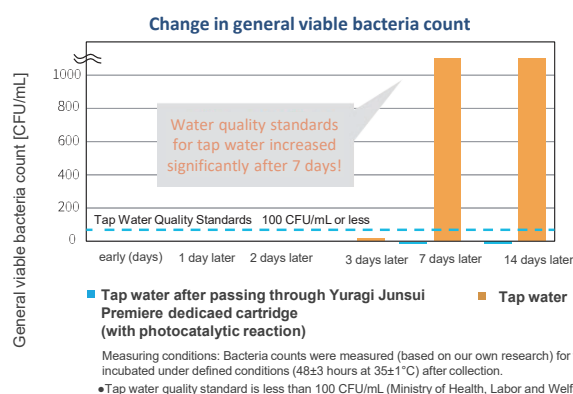 Change in general viable bacteria count
General viable bacteria count [CFU/mL]
1000
800
600
400
200
0
Water quality standards
for tap water increased
significantly after 7 days!
Tap Water Quality Standards 100 CFU/mL or less
early (days) 1 day later 2 days later 3 days later 7 days later 14 days later
Tap water after passing through Yuragi Junsui
Premiere dedicaed cartridge
(with photocatalytic reaction)
Tap water
Measuring conditions: Bacteria counts were measured (based on our own research) for
incubated under defined conditions (48±3 hours at 35±1°C) after collection.
●Tap water quality standard is less than 100 CFU/mL (Ministry of Health, Labor and Welf